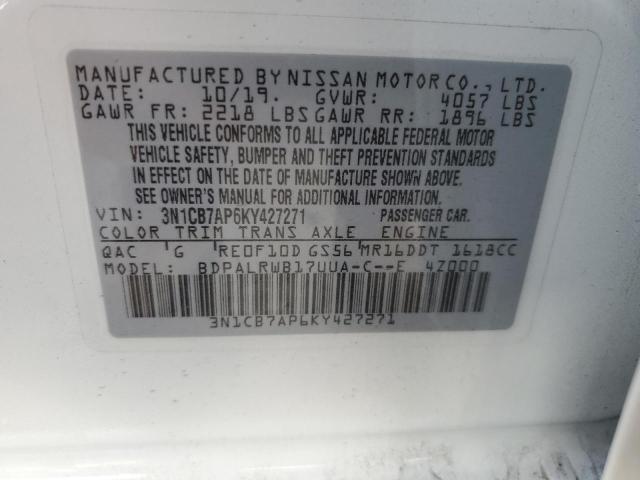 MANUFACTURED BY NISSAN MOTOR CO., LTD.
DATE: 10/19. GVWR: 4057 LBS
GAWR FR: 2218 LBS GAWR RR: 1896 LBS
THIS VEHICLE CONFORMS TO ALL APPLICABLE FEDERAL MOTOR
VEHICLE SAFETY, BUMPER AND THEFT PREVENTION STANDARDS
IN EFFECT ON THE DATE OF MANUFACTURE SHOWN ABOVE.
SEE OWNER'S MANUAL FOR ADDITIONAL INFORMATION.
VIN: 3N1CB7AP6KY427271 PASSENGER CAR.
COLOR TRIM TRANS AXLE ENGINE
QAC G RE0F10D GS56 MR16DDT 1618CC
MODEL: BDPALRWB17UUA-C--E 4Z000
3N1CB7AP6KY427271